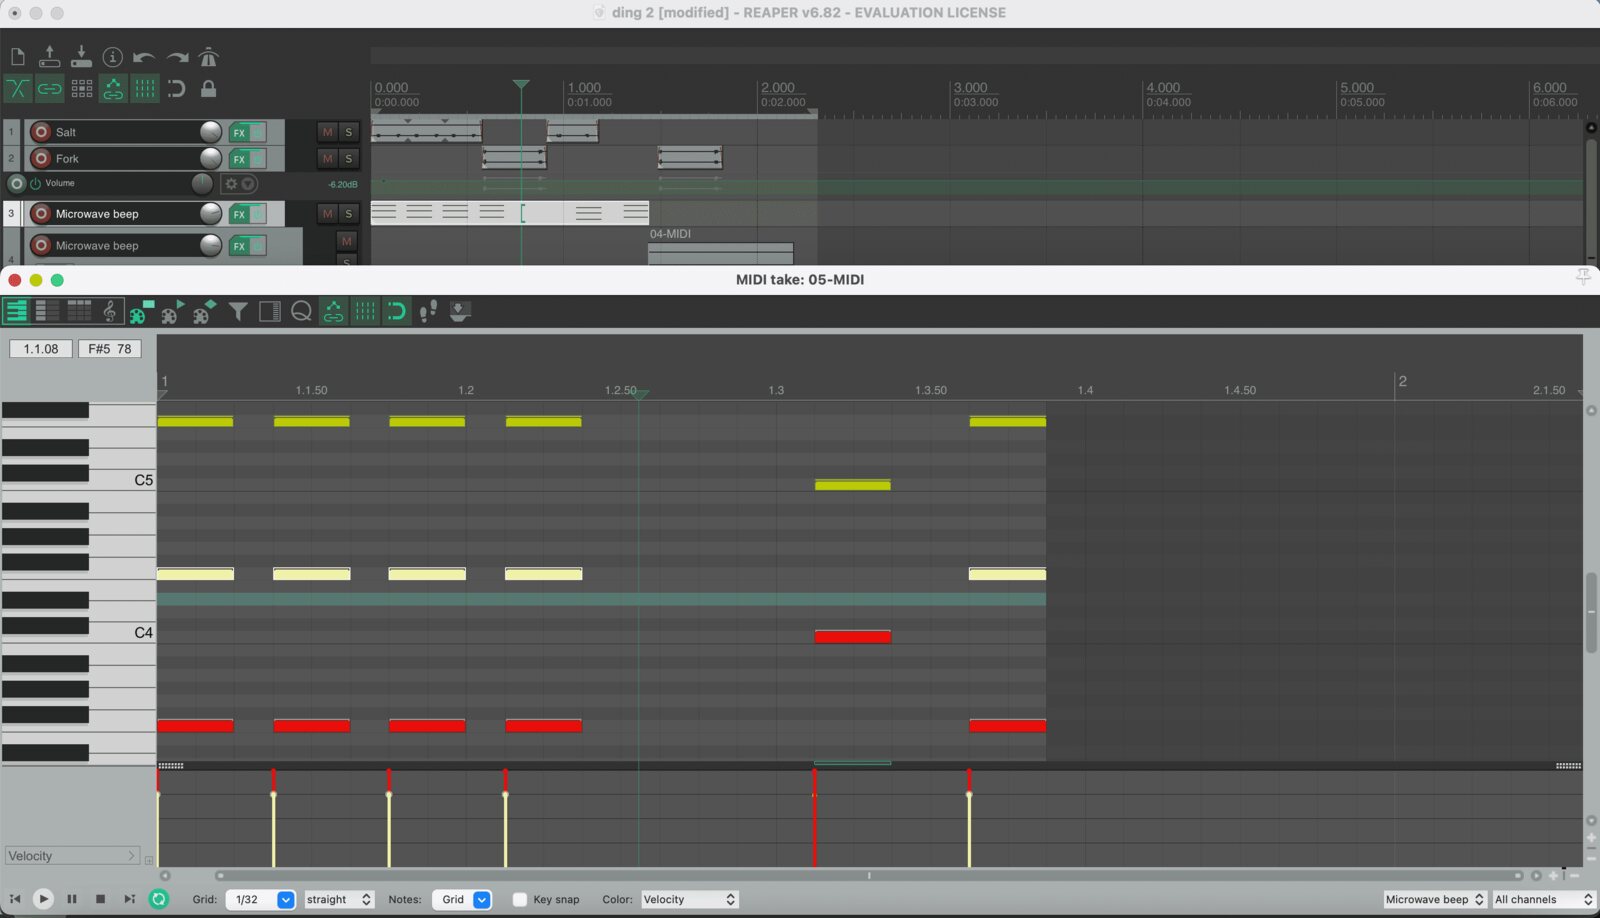 ding 2 [modified] - REAPER v6.82 - EVALUATION LICENSE
0.000 1.000 2.000 3.000 4.000 5.000 6.000
0:00.000 0:01.000 0:02.000 0:03.000 0:04.000 0:05.000 0:06.000
1 Salt FX M S
2 Fork FX M S
Volume -6.20dB
3 Microwave beep FX M S
04-MIDI
4 Microwave beep FX M S
MIDI take: 05-MIDI
1.1.08 F#5 78
1 1.1.50 1.2 1.2.50 1.3 1.3.50 1.4 1.4.50 2 2.1.50
C5
C4
Velocity
Grid: 1/32 straight Notes: Grid Key snap Color: Velocity Microwave beep All channels